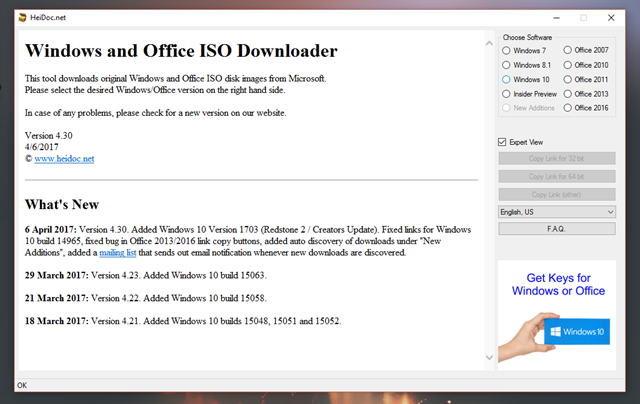 HeiDoc.net
Windows and Office ISO Downloader
This tool downloads original Windows and Office ISO disk images from Microsoft.
Please select the desired Windows/Office version on the right hand side.
In case of any problems, please check for a new version on our website.
Version 4.30
4/6/2017
© www.heidoc.net
What's New
6 April 2017: Version 4.30. Added Windows 10 Version 1703 (Redstone 2 / Creators Update). Fixed links for Windows
10 build 14965, fixed bug in Office 2013/2016 link copy buttons, added auto discovery of downloads under "New
Additions", added a mailing list that sends out email notification whenever new downloads are discovered.
29 March 2017: Version 4.23. Added Windows 10 build 15063.
21 March 2017: Version 4.22. Added Windows 10 build 15058.
18 March 2017: Version 4.21. Added Windows 10 builds 15048, 15051 and 15052.
Choose Software
Windows 7 Office 2007
Windows 8.1 Office 2010
Windows 10 Office 2011
Insider Preview Office 2013
New Additions Office 2016
Expert View
Copy Link for 32 bit
Copy Link for 64 bit
Copy Link (other)
English, US
F.A.Q.
Get Keys for
Windows or Office
Windows 10
OK